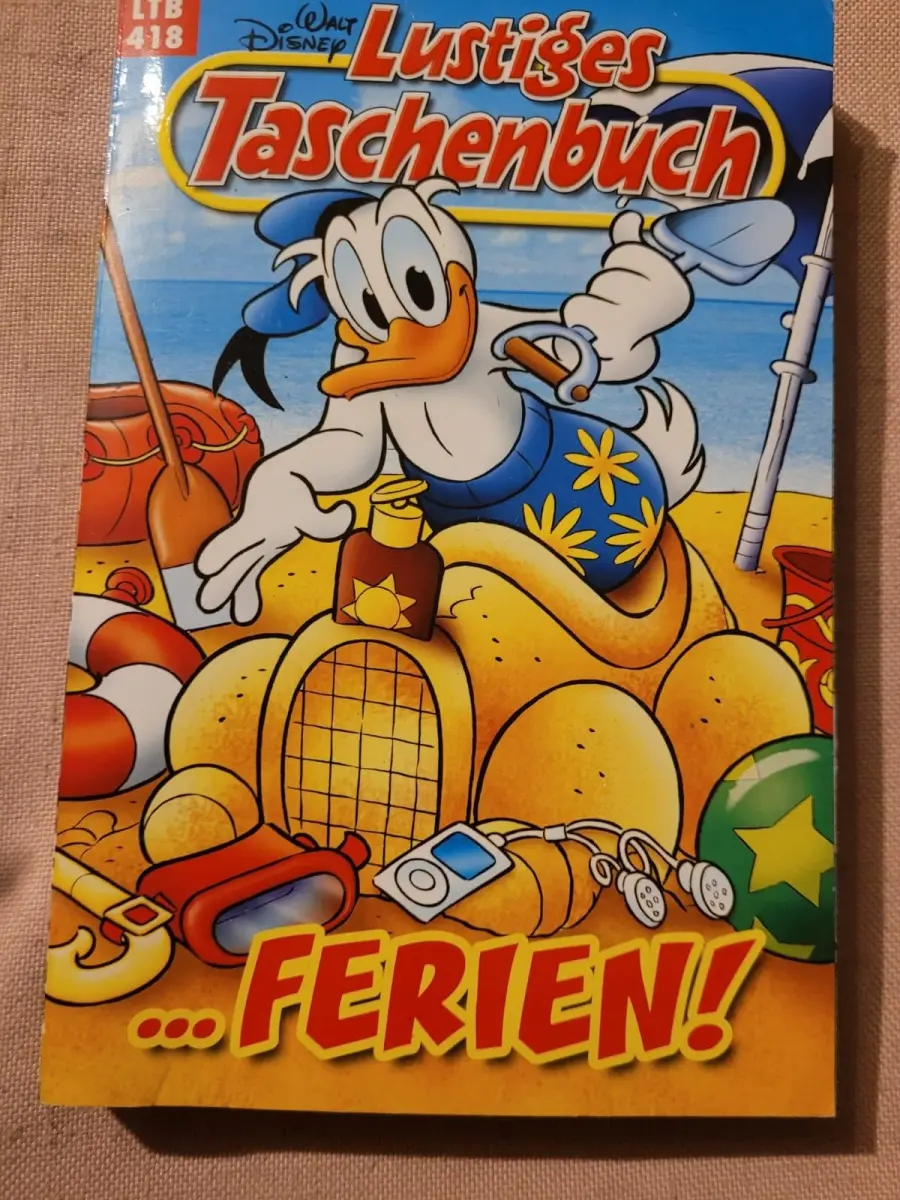 LTB
418
WALT
DISNEY
Lustiges
Taschenbuch
...FERIEN!